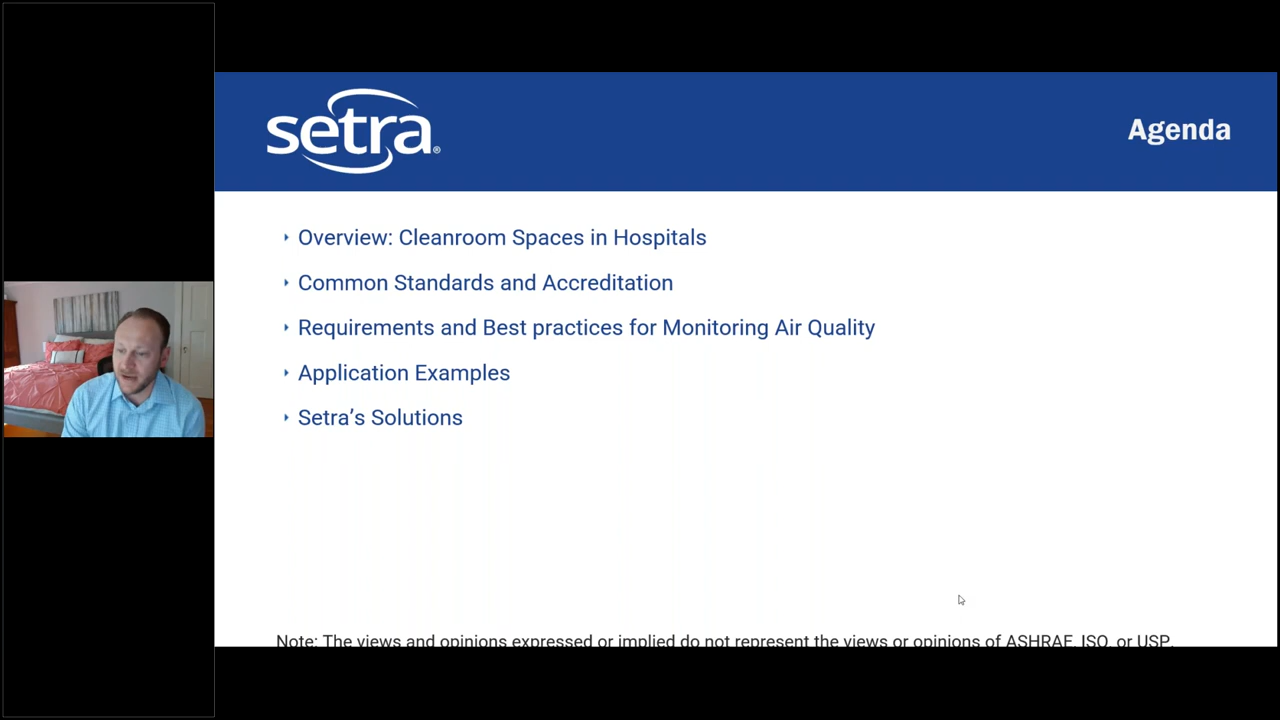 setra®
Agenda
Overview: Cleanroom Spaces in Hospitals
Common Standards and Accreditation
Requirements and Best practices for Monitoring Air Quality
Application Examples
Setra’s Solutions
Note: The views and opinions expressed or implied do not represent the views or opinions of ASHRAE, ISO, or USP.